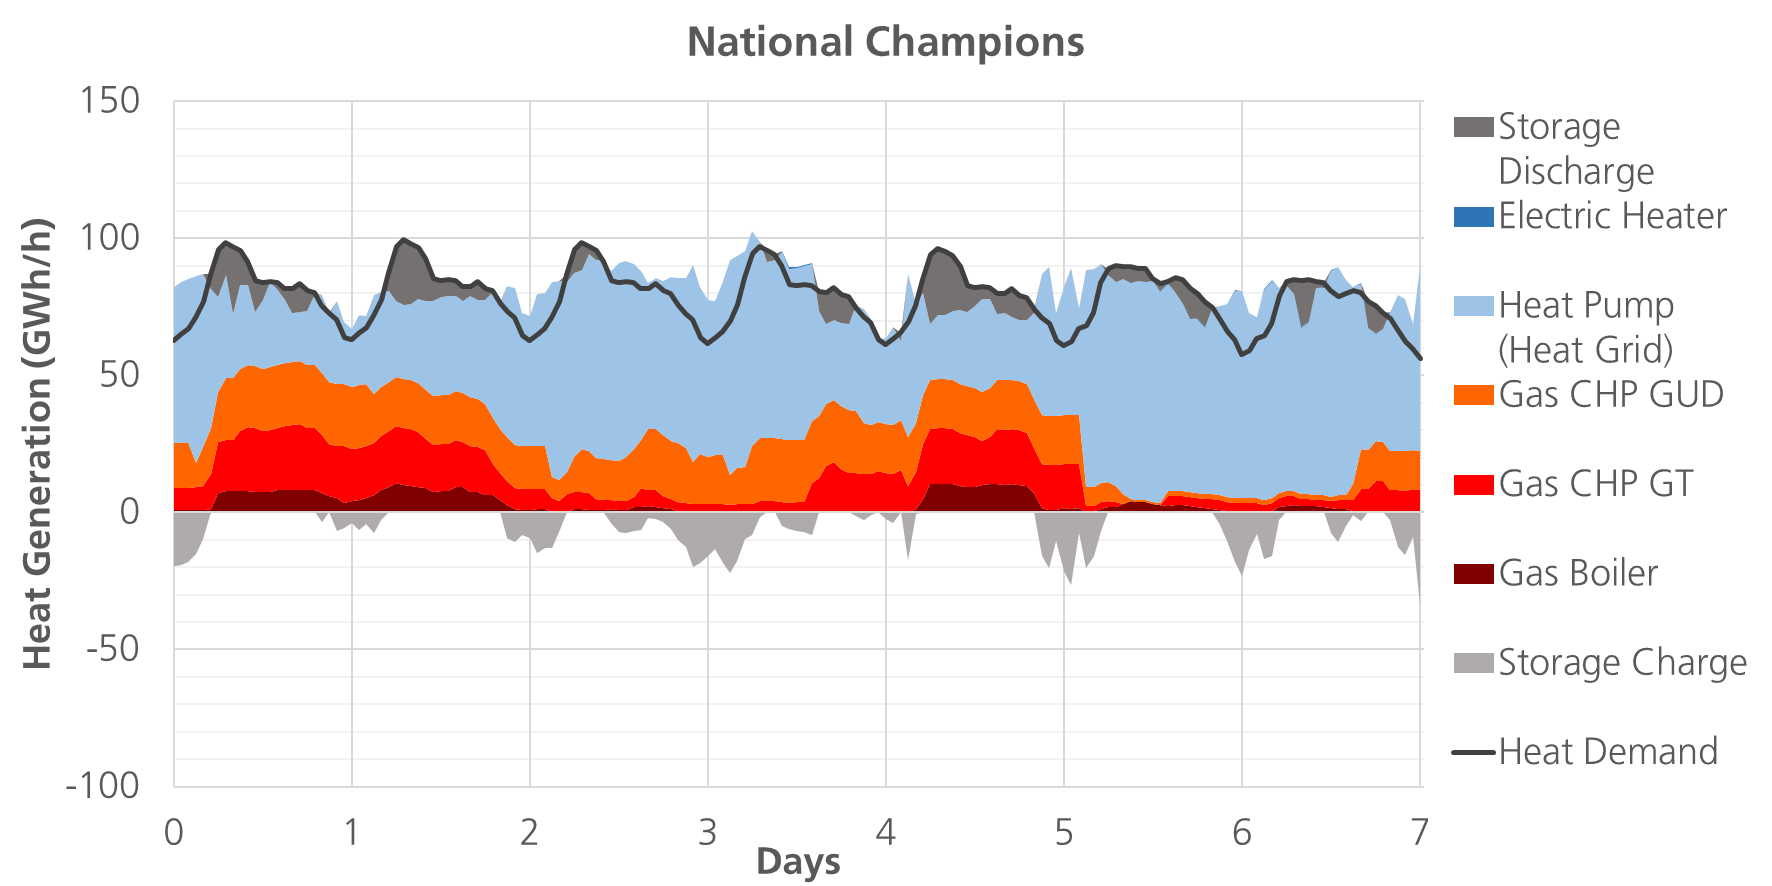 National Champions
Heat Generation (GWh/h)
150
100
50
0
-50
-100
0 1 2 3 4 5 6 7
Days
Storage
Discharge
Electric Heater
Heat Pump
(Heat Grid)
Gas CHP GUD
Gas CHP GT
Gas Boiler
Storage Charge
Heat Demand